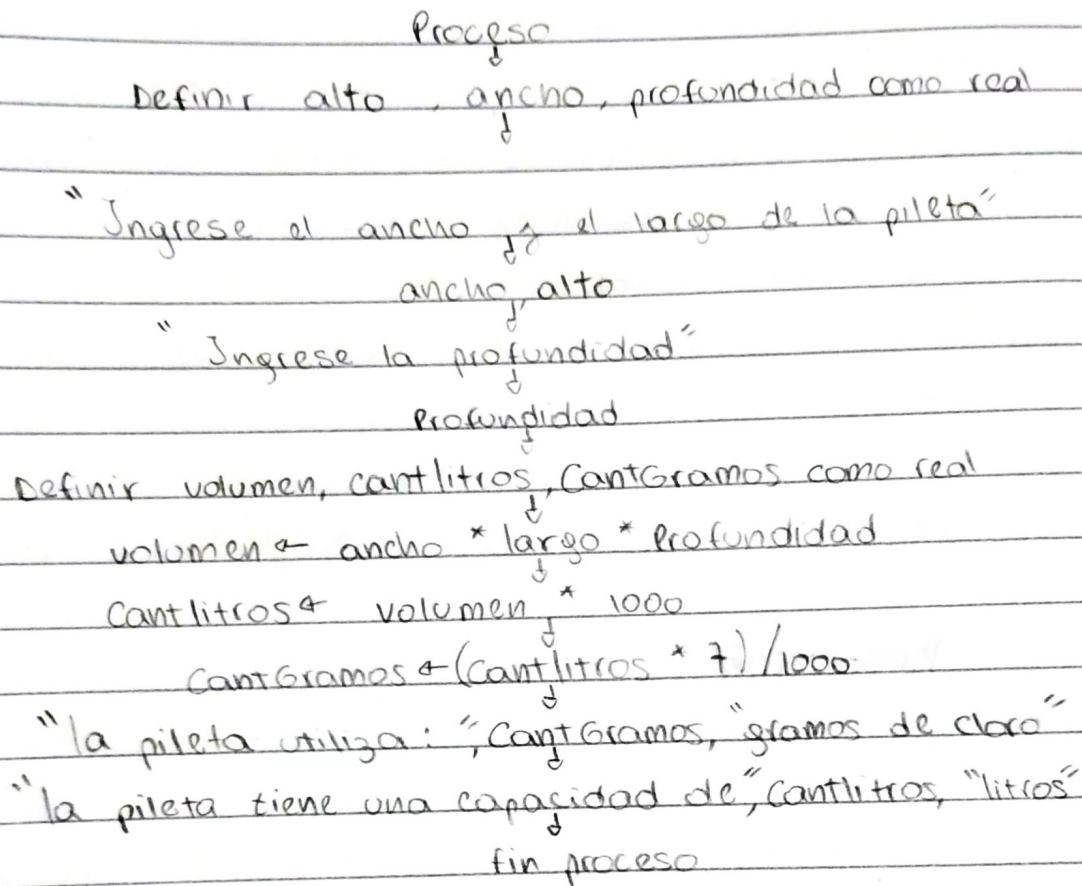 Proceso
Definir alto, ancho, profundidad como real
"Ingrese el ancho y el largo de la pileta"
ancho, alto
"Ingrese la profundidad"
Profundidad
Definir volumen, cantlitros, CantGramos como real
volumen ← ancho * largo * Profundidad
Cantlitros ← volumen * 1000
CantGramos ← (Cantlitros * 7) / 1000
"la pileta utiliza: ", CantGramos, "gramos de cloro"
"la pileta tiene una capacidad de", Cantlitros, "litros"
fin proceso